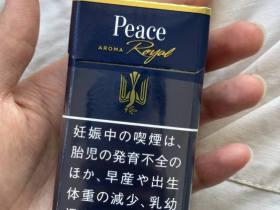 Peace
AROMA Royal
妊娠中の喫煙は、
胎児の発育不全の
ほか、早産や出生
体重の減少、乳幼